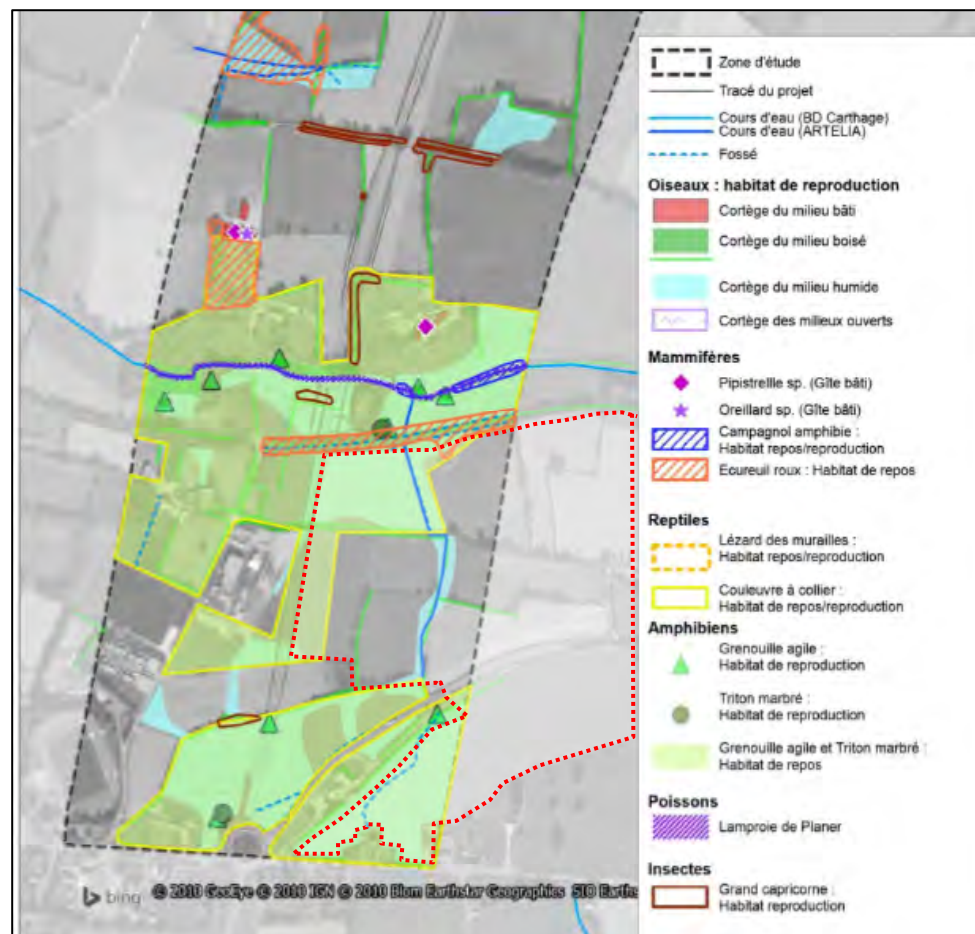 Zone d'étude
Tracé du projet
Cours d'eau (BD Carthage)
Cours d'eau (ARTELIA)
Fossé
Oiseaux : habitat de reproduction
Cortège du milieu bâti
Cortège du milieu boisé
Cortège du milieu humide
Cortège des milieux ouverts
Mammifères
Pipistrellle sp. (Gîte bâti)
Oreillard sp. (Gîte bâti)
Campagnol amphibie :
Habitat repos/reproduction
Ecureuil roux : Habitat de repos
Reptiles
Lézard des murailles :
Habitat repos/reproduction
Couleuvre à collier :
Habitat de repos/reproduction
Amphibiens
Grenouille agile :
Habitat de reproduction
Triton marbré :
Habitat de reproduction
Grenouille agile et Triton marbré :
Habitat de repos
Poissons
Lamproie de Planer
Insectes
Grand capricorne :
Habitat reproduction
bing © 2010 GeoEye © 2010 IGN © 2010 Blom Earthstar Geographics SIO Earths